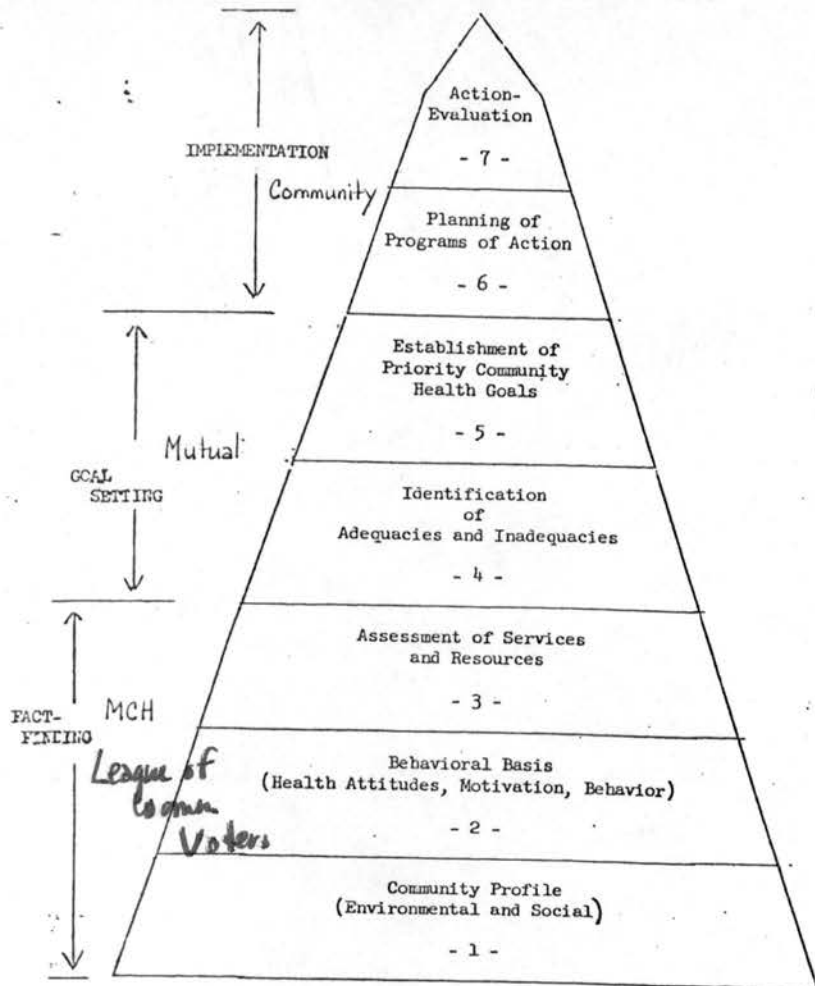 Action-
Evaluation
- 7 -
IMPLEMENTATION
Community
Planning of
Programs of Action
- 6 -
Establishment of
Priority Community
Health Goals
- 5 -
Mutual
GOAL
SETTING
Identification
of
Adequacies and Inadequacies
- 4 -
Assessment of Services
and Resources
- 3 -
MCH
FACT-
FINDING
League of
Women
Voters
Behavioral Basis
(Health Attitudes, Motivation, Behavior)
- 2 -
Community Profile
(Environmental and Social)
- 1 -